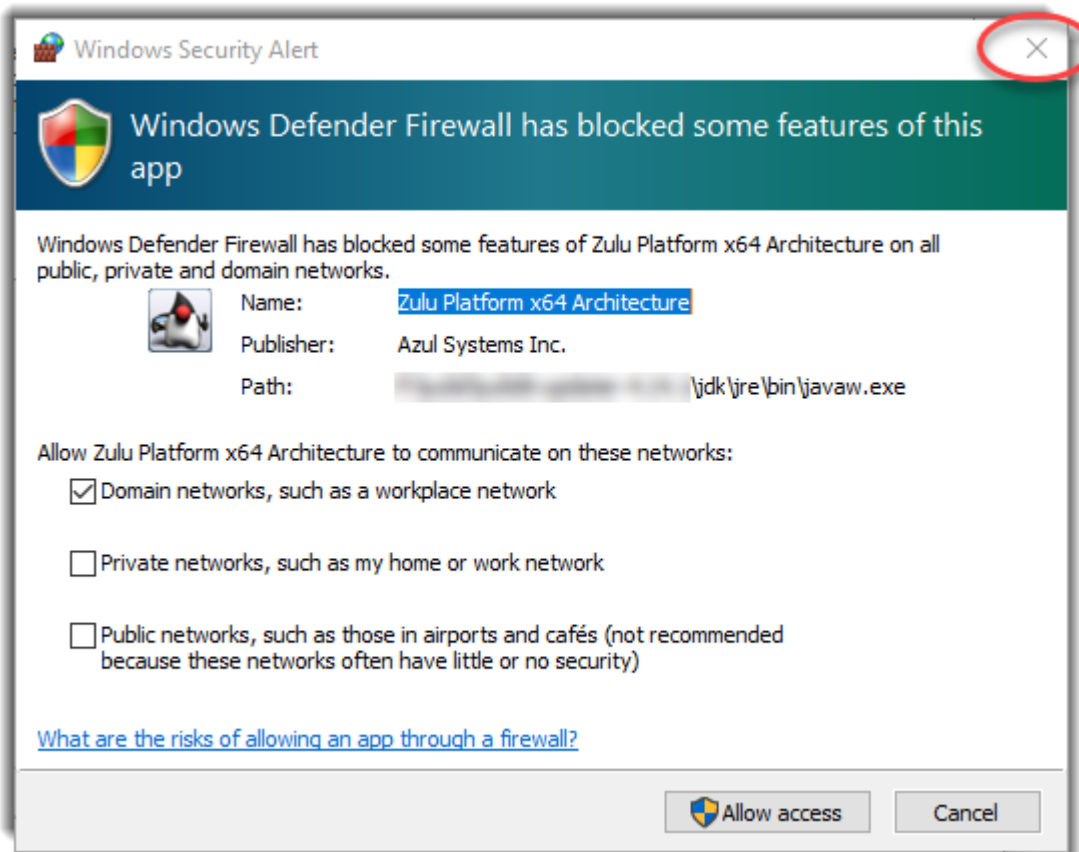 Windows Security Alert
Windows Defender Firewall has blocked some features of this
app
Windows Defender Firewall has blocked some features of Zulu Platform x64 Architecture on all
public, private and domain networks.
Name: Zulu Platform x64 Architecture
Publisher: Azul Systems Inc.
Path: \jdk\jre\bin\javaw.exe
Allow Zulu Platform x64 Architecture to communicate on these networks:
Domain networks, such as a workplace network
Private networks, such as my home or work network
Public networks, such as those in airports and cafés (not recommended
because these networks often have little or no security)
What are the risks of allowing an app through a firewall?
Allow access Cancel